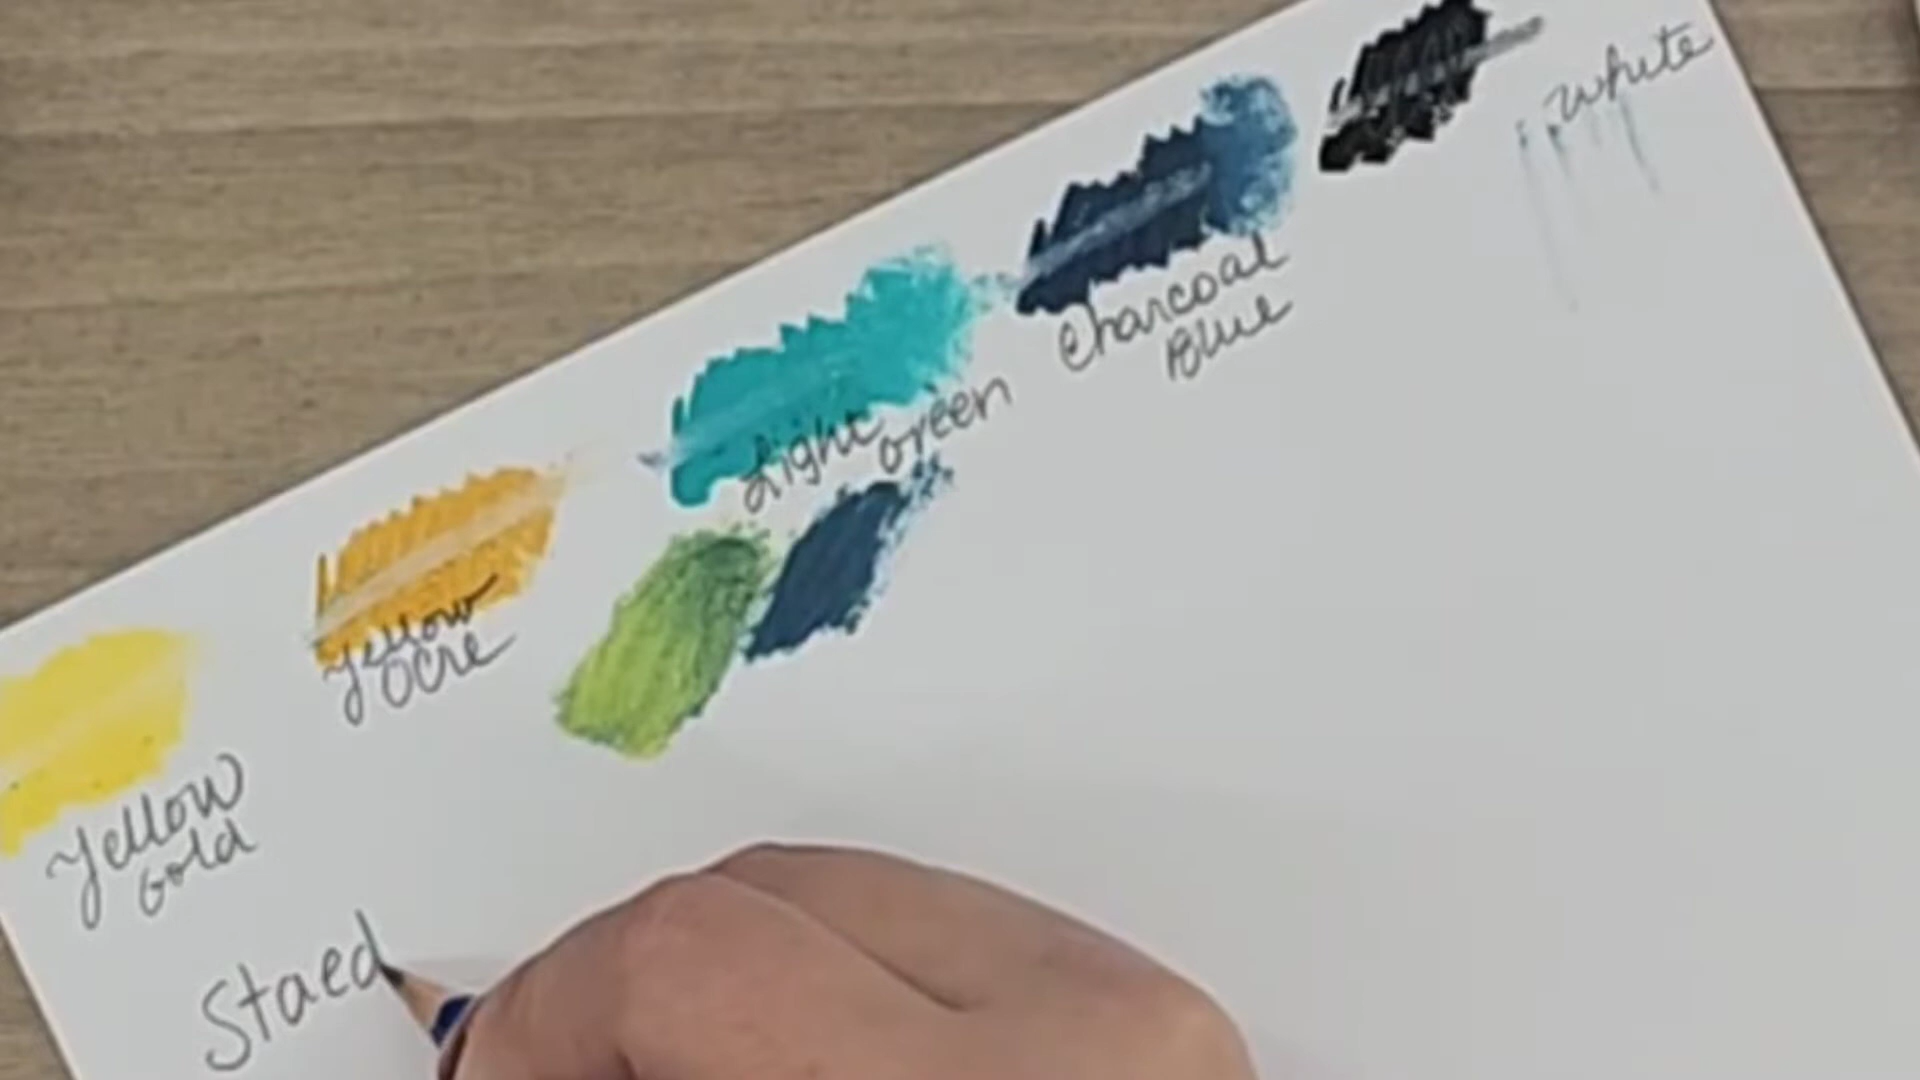 White
Charcoal
Blue
Light Green
Yellow
Ocre
Yellow
Gold
Staed